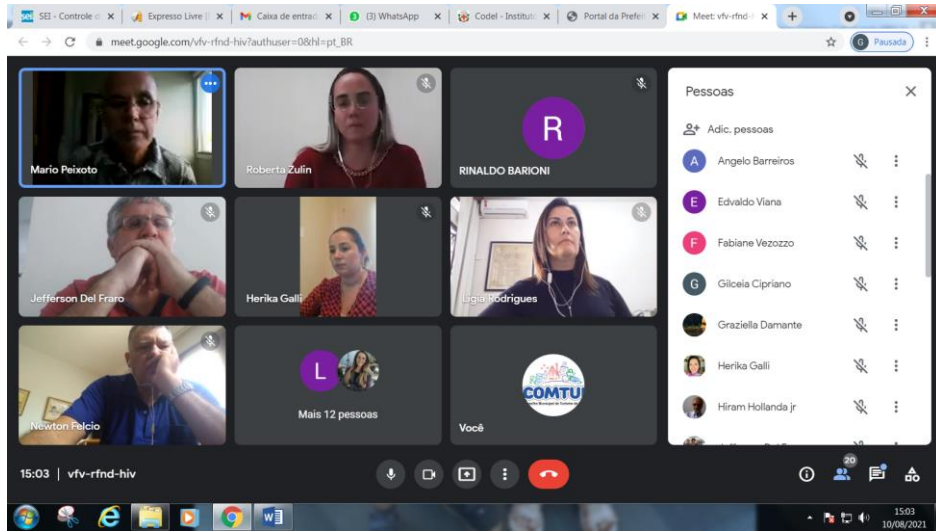 SEI - Controle d
Expresso Livre (
Caixa de entrad
(3) WhatsApp
Codel - Institut
Portal da Prefei
Meet: vfv-rfnd-
meet.google.com/vfv-rfnd-hiv?authuser=0&hl=pt_BR
G
Pausada
Mario Peixoto
Roberta Zulin
R
RINALDO BARIONI
Jefferson Del Fraro
Herika Galli
Ligia Rodrigues
Newton Felcio
L
Mais 12 pessoas
COMTU
Você
Pessoas
Adic. pessoas
A
Angelo Barreiros
E
Edvaldo Viana
F
Fabiane Vezozzo
G
Gilceia Cipriano
Graziella Damante
Herika Galli
Hiram Hollanda jr
15:03 | vfv-rfnd-hiv
20
15:03
10/08/2021